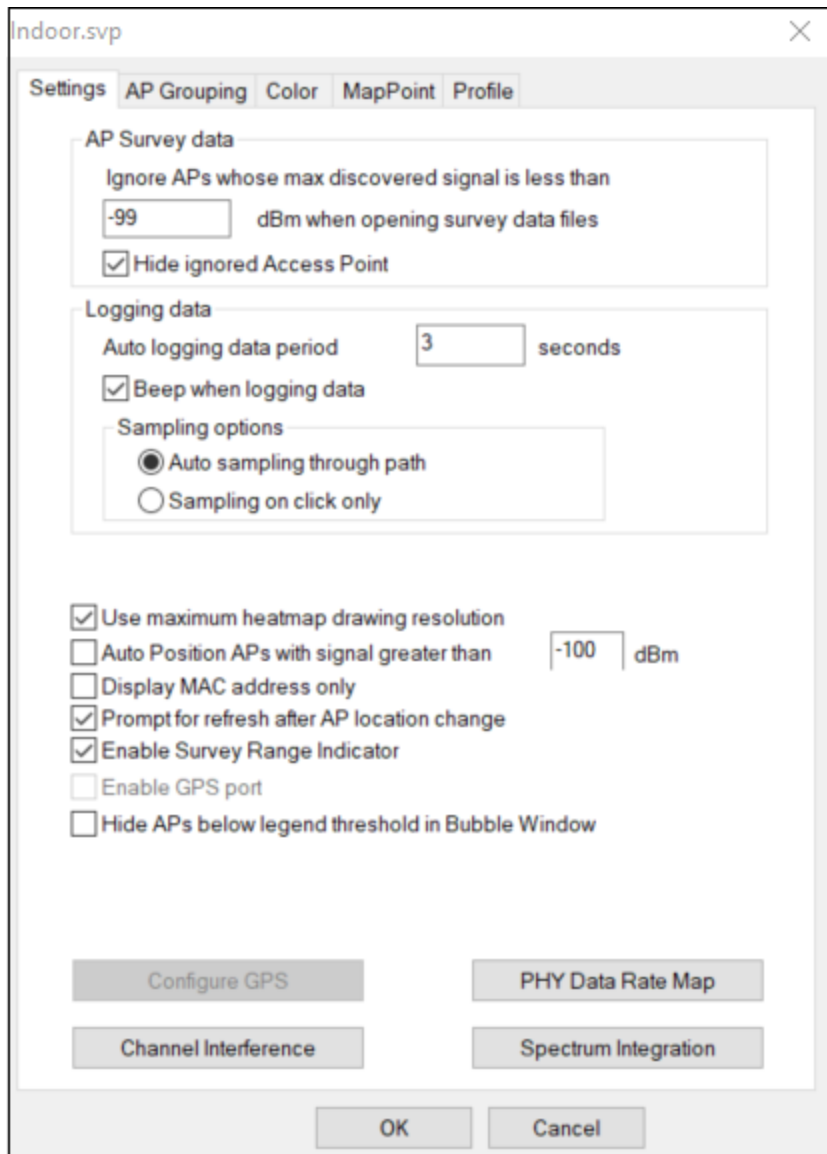 Indoor.svp
Settings AP Grouping Color MapPoint Profile
AP Survey data
Ignore APs whose max discovered signal is less than
-99 dBm when opening survey data files
Hide ignored Access Point
Logging data
Auto logging data period 3 seconds
Beep when logging data
Sampling options
Auto sampling through path
Sampling on click only
Use maximum heatmap drawing resolution
Auto Position APs with signal greater than -100 dBm
Display MAC address only
Prompt for refresh after AP location change
Enable Survey Range Indicator
Enable GPS port
Hide APs below legend threshold in Bubble Window
Configure GPS PHY Data Rate Map
Channel Interference Spectrum Integration
OK Cancel